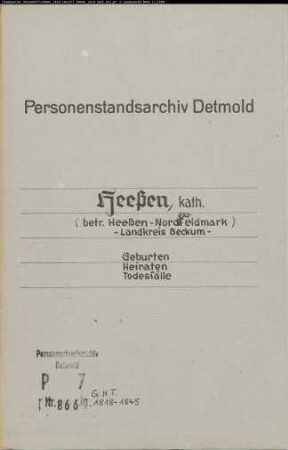 Personenstandsarchiv Detmold
Heeßen, kath.
(betr. Heeßen-Nordfeldmark)
-Landkreis Beckum-
Geburten
Heiraten
Todesfälle
Personenstandsarchiv
Detmold
P 7
Nr. 866
G.H.T.
1818-1845